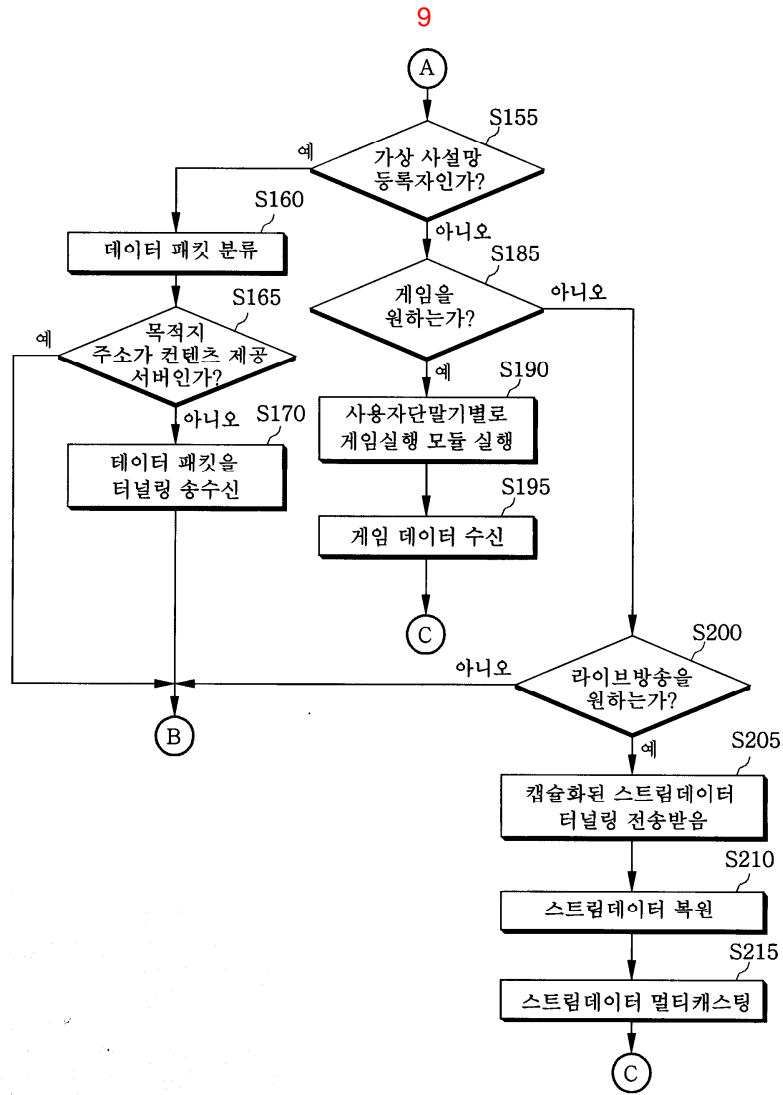 9
A
S155
예
가상 사설망
등록자인가?
S160
아니오
데이터 패킷 분류
S185
게임을
원하는가?
아니오
S165
예
목적지
주소가 컨텐츠 제공
서버인가?
예
S190
아니오
S170
사용자단말기별로
게임실행 모듈 실행
테이터 패킷을
터널링 송수신
S195
게임 데이터 수신
C
S200
아니오
라이브방송을
원하는가?
B
예
S205
캡슐화된 스트림데이터
터널링 전송받음
S210
스트림데이터 복원
S215
스트림데이터 멀티캐스팅
C